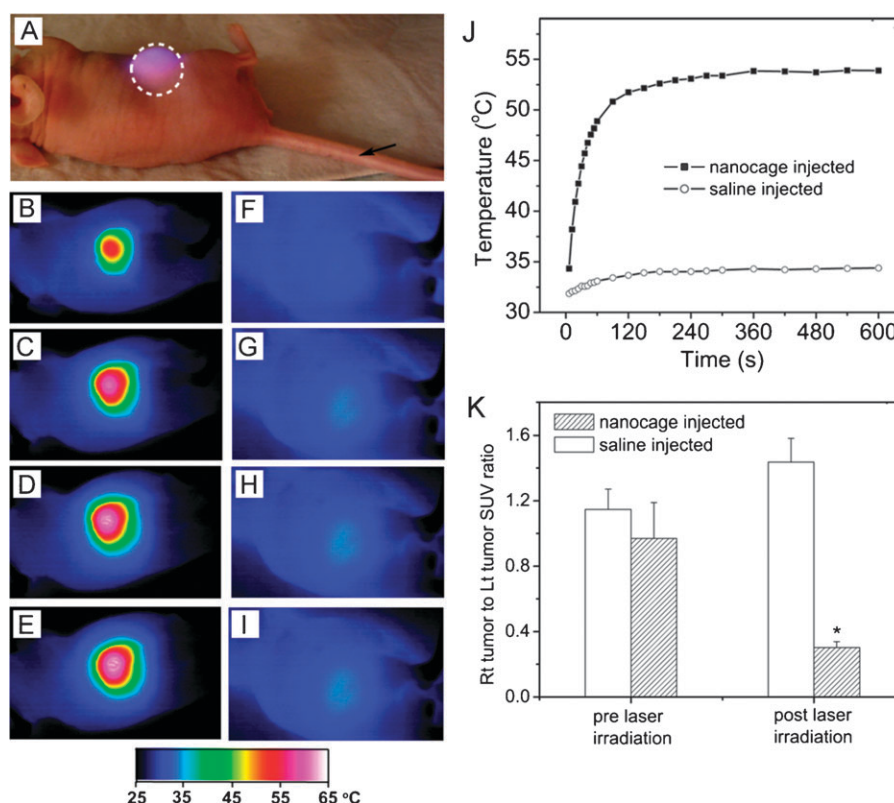 A
B
C
D
E
F
G
H
I
25 35 45 55 65 °C
J
Temperature (°C)
55
50
45
40
35
30
nanocage injected
saline injected
0 120 240 360 480 600
Time (s)
K
Rt tumor to Lt tumor SUV ratio
1.6
1.2
0.8
0.4
0.0
nanocage injected
saline injected
*
pre laser
irradiation
post laser
irradiation